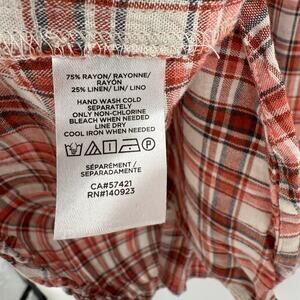 75% RAYON/ RAYONNE/
RAYÓN
25% LINEN/ LIN/ LINO
HAND WASH COLD
SEPARATELY
ONLY NON-CHLORINE
BLEACH WHEN NEEDED
LINE DRY
COOL IRON WHEN NEEDED
P
SÉPARÉMENT /
SEPARADAMENTE
CA#57421
RN#140923